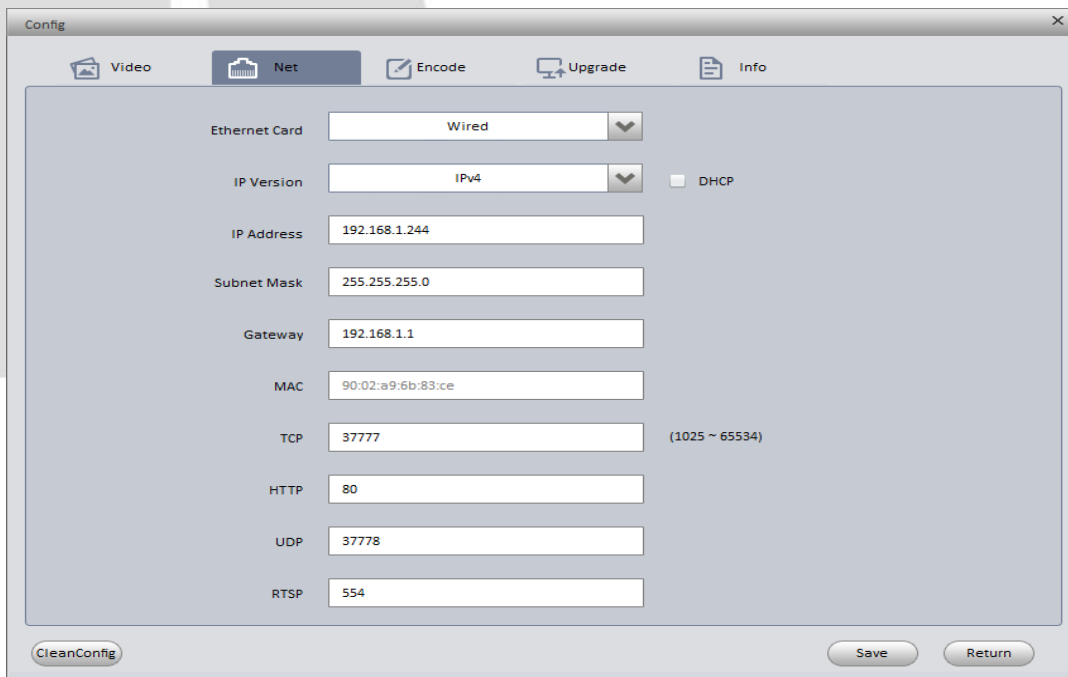 Config
Video Net Encode Upgrade Info
Ethernet Card Wired
IP Version IPv4 DHCP
IP Address 192.168.1.244
Subnet Mask 255.255.255.0
Gateway 192.168.1.1
MAC 90:02:a9:6b:83:ce
TCP 37777 (1025 ~ 65534)
HTTP 80
UDP 37778
RTSP 554
CleanConfig Save Return